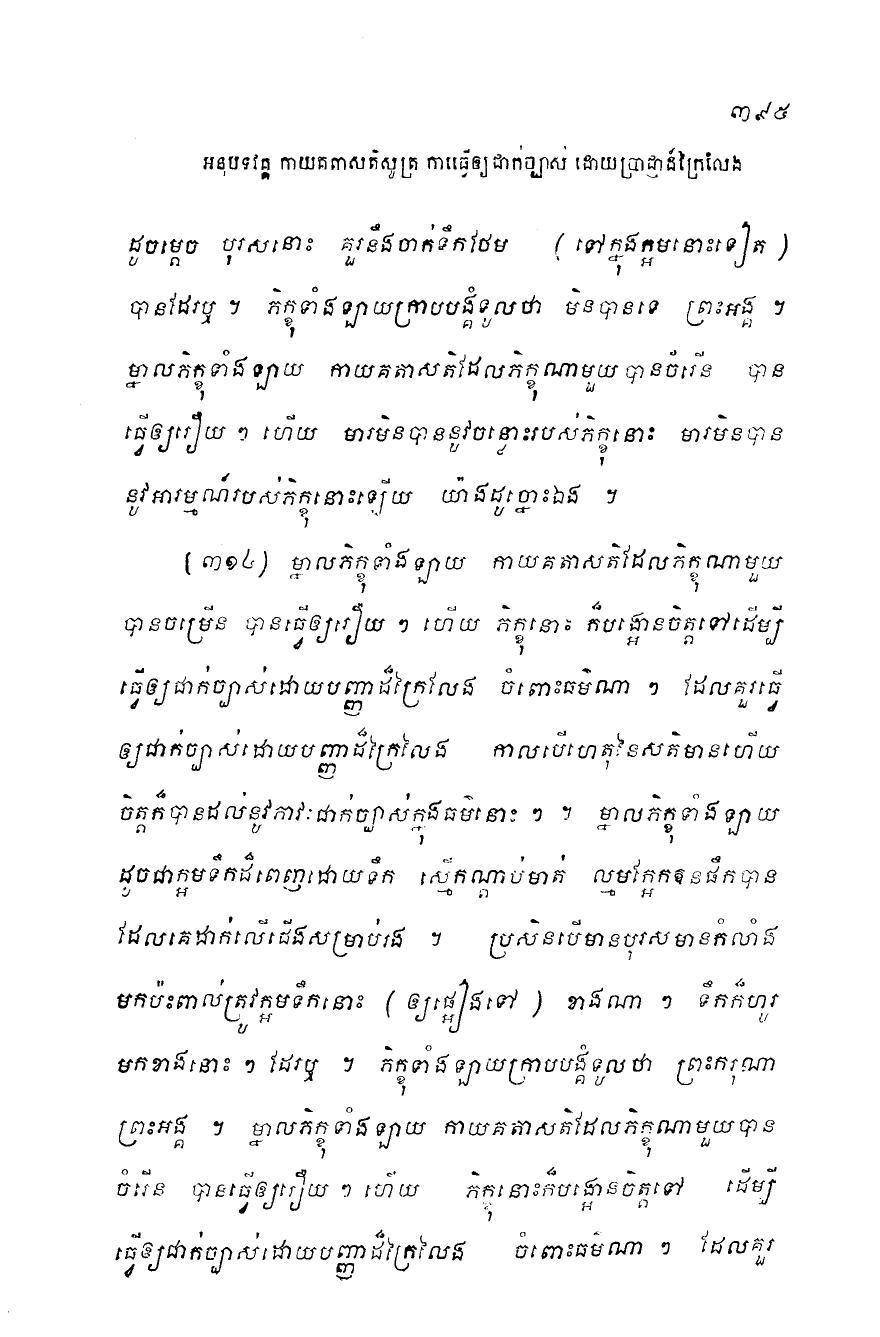 ៣៩៥
អនុបទវគ្គ កាយគតាសតិសូត្រ ការធ្វើឲ្យជាក់ច្បាស់ ដោយប្រាជ្ញាដ៏ក្រៃលែង
ដូចម្តេច បុរសនោះ គួរនឹងចាក់ទឹកថែម ( ទៅក្នុងក្អមនោះទៀត )
បានដែរឬ ។ ភិក្ខុទាំងឡាយក្រាបបង្គំទូលថា មិនបានទេ ព្រះអង្គ ។
ម្នាលភិក្ខុទាំងឡាយ កាយគតាសតិដែលភិក្ខុណាមួយ បានចំរើន បាន
ធ្វើឲ្យរឿយ ៗ ហើយ មារមិនបាននូវចន្លោះរបស់ភិក្ខុនោះ មារមិនបាន
នូវអារម្មណ៍របស់ភិក្ខុនោះឡើយ យ៉ាងដូច្នោះឯង ។
(៣១៤) ម្នាលភិក្ខុទាំងឡាយ កាយគតាសតិដែលភិក្ខុណាមួយ
បានចម្រើន បានធ្វើឲ្យរឿយ ៗ ហើយ ភិក្ខុនោះ ក៏បង្អោនចិត្តទៅដើម្បី
ធ្វើឲ្យជាក់ច្បាស់ដោយបញ្ញាដ៏ក្រៃលែង ចំពោះធម៌ណា ៗ ដែលគួរធ្វើ
ឲ្យជាក់ច្បាស់ដោយបញ្ញាដ៏ក្រៃលែង កាលបើហេតុនៃសតិមានហើយ
ចិត្តក៏បានដល់នូវភាវៈជាក់ច្បាស់ក្នុងធម៌នោះ ៗ ។ ម្នាលភិក្ខុទាំងឡាយ
ដូចជាក្អមទឹកដ៏ពេញដោយទឹក ស្មើកណ្តាប់មាត់ ល្មមក្អែកឱនផឹកបាន
ដែលគេដាក់លើជើងសម្រាប់រង ។ ប្រសិនបើមានបុរសមានកំលាំង
មកប៉ះពាល់ត្រូវក្អមទឹកនោះ ( ឲ្យផ្អៀងទៅ ) ខាងណា ៗ ទឹកក៏ហូរ
មកខាងនោះ ៗ ដែរឬ ។ ភិក្ខុទាំងឡាយក្រាបបង្គំទូលថា ព្រះករុណា
ព្រះអង្គ ។ ម្នាលភិក្ខុទាំងឡាយ កាយគតាសតិដែលភិក្ខុណាមួយបាន
ចំរើន បានធ្វើឲ្យរឿយ ៗ ហើយ ភិក្ខុនោះក៏បង្អោនចិត្តទៅ ដើម្បី
ធ្វើឲ្យជាក់ច្បាស់ដោយបញ្ញាដ៏ក្រៃលែង ចំពោះធម៌ណា ៗ ដែលគួរ